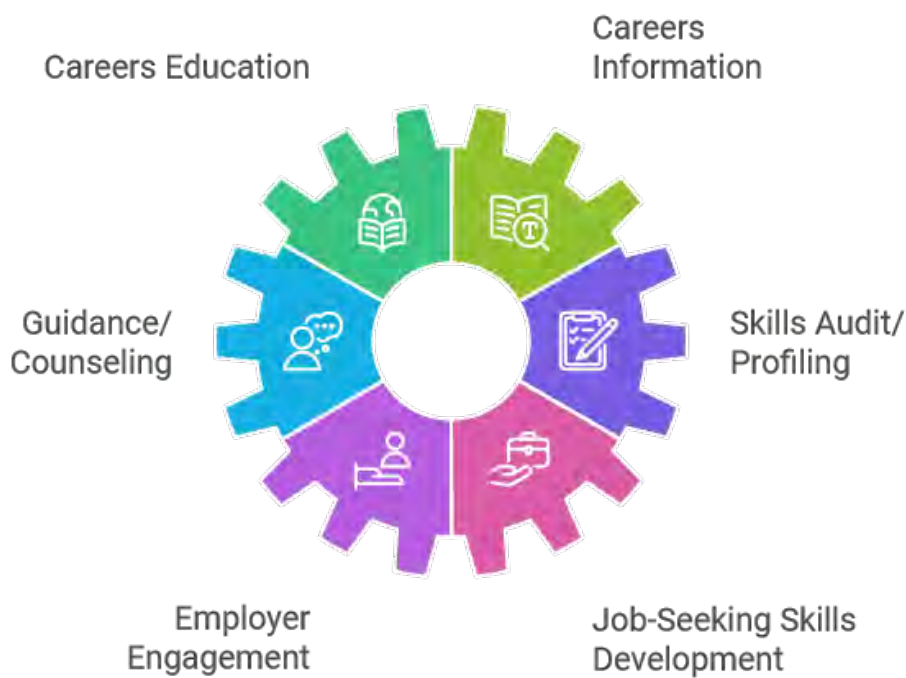 Careers Education
Careers
Information
Guidance/
Counseling
Skills Audit/
Profiling
Employer
Engagement
Job-Seeking Skills
Development
T